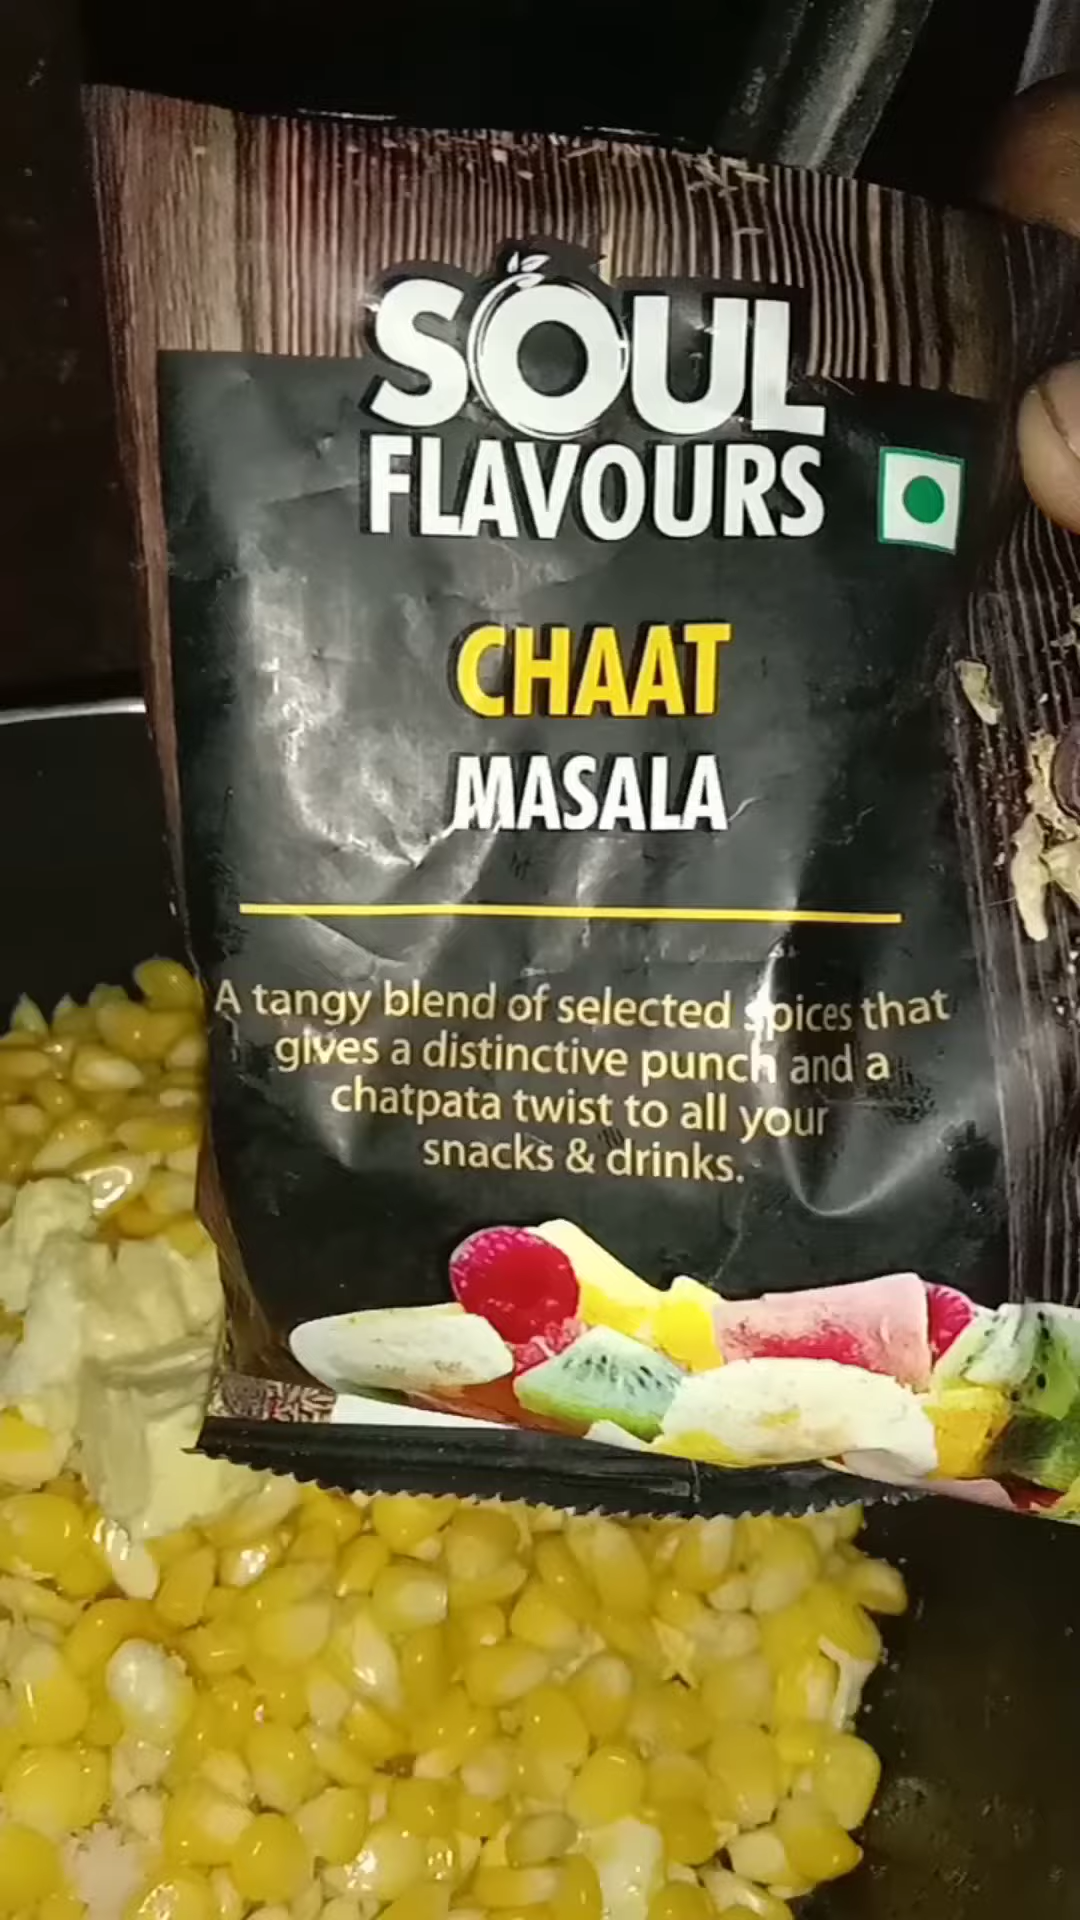 SOUL
FLAVOURS
CHAAT
MASALA
A tangy blend of selected spices that
gives a distinctive punch and a
chatpata twist to all your
snacks & drinks.